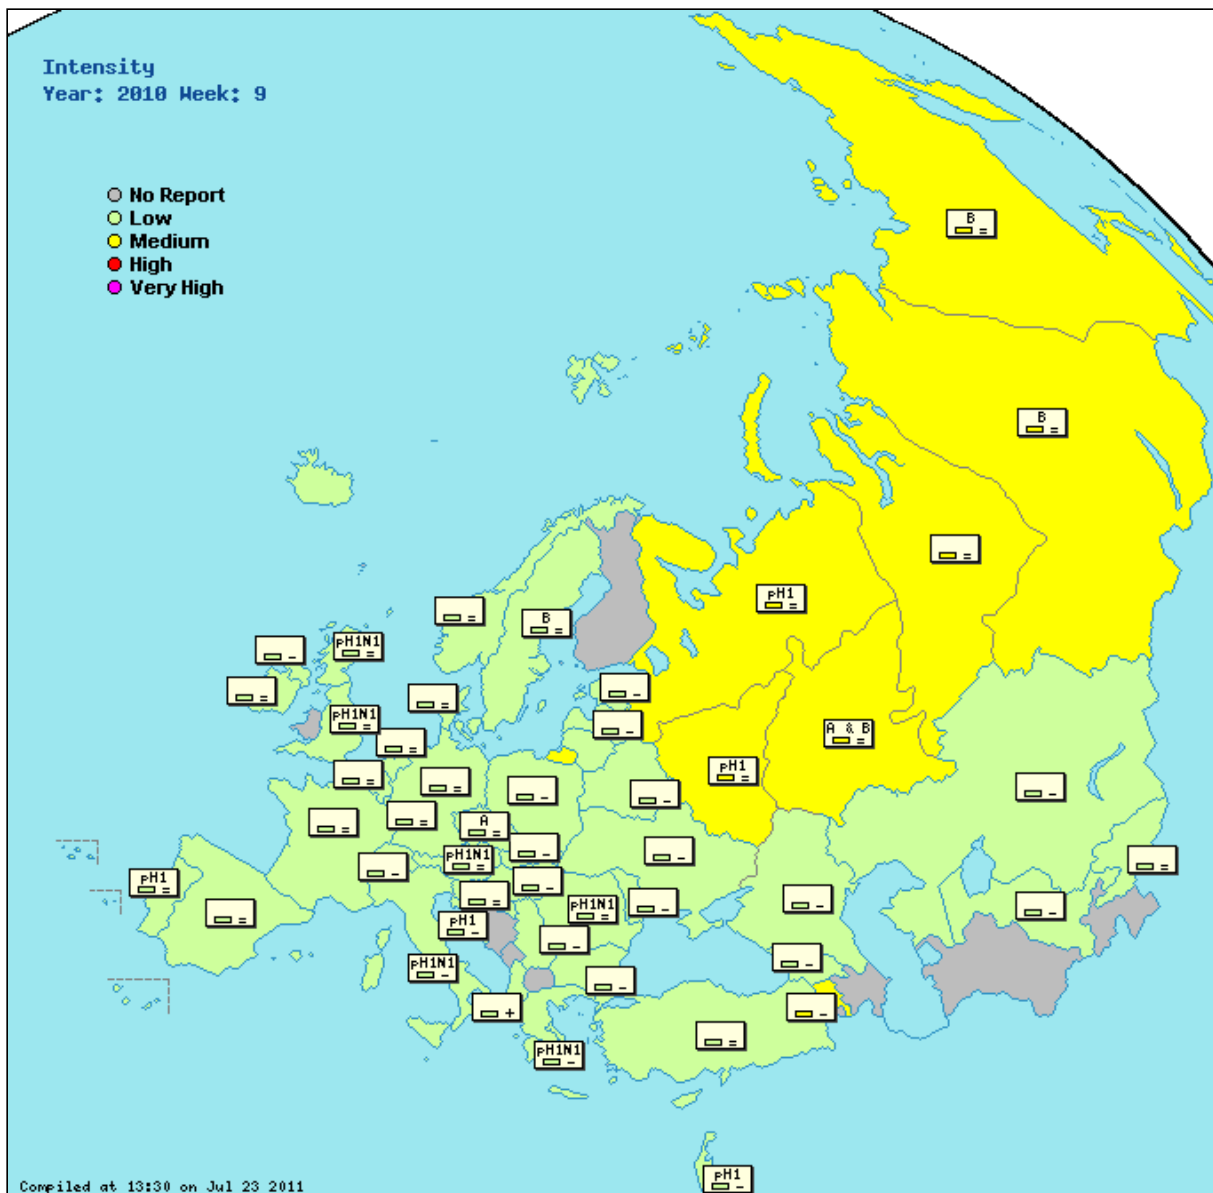 Intensity
Year: 2010 Week: 9
No Report
Low
Medium
High
Very High
B
=
B
=
=
pH1
=
=
B
=
pH1N1
=
-
=
-
=
pH1N1
=
-
A & B
=
=
pH1
=
=
=
-
-
-
=
=
A
=
-
-
=
pH1N1
=
-
-
pH1
=
=
-
=
pH1N1
=
-
-
-
=
pH1
-
-
-
pH1N1
-
-
+
-
=
pH1N1
-
pH1
-
Compiled at 13:30 on Jul 23 2011